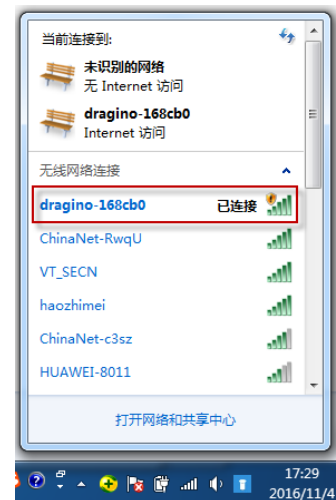 当前连接到:
未识别的网络
无 Internet 访问
dragino-168cb0
Internet 访问
无线网络连接
dragino-168cb0 已连接
ChinaNet-RwqU
VT_SECN
haozhimei
ChinaNet-c3sz
HUAWEI-8011
打开网络和共享中心
17:29
2016/11/